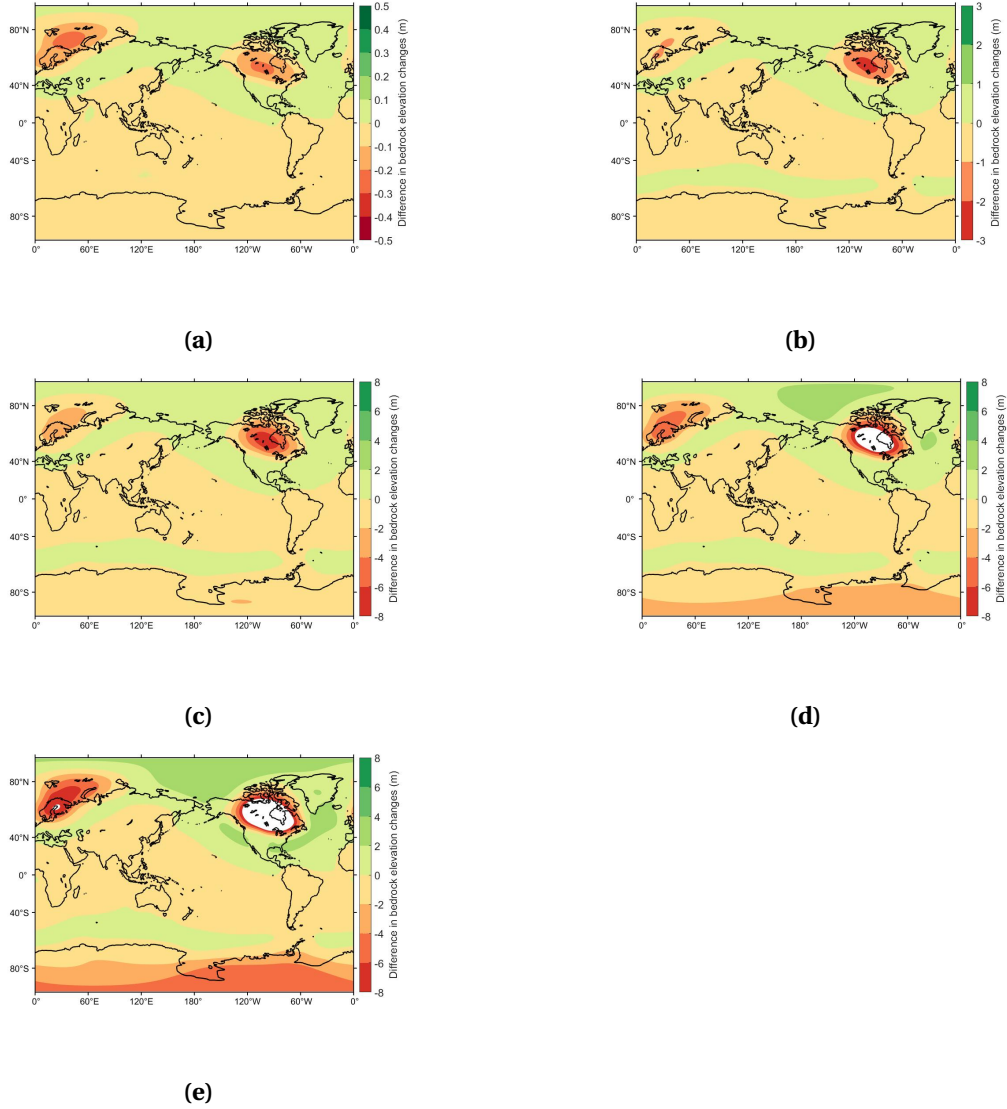 80°N
40°N
0°
40°S
80°S
0°
60°E
120°E
180°
120°W
60°W
0°
0.5
0.4
0.3
0.2
0.1
0
-0.1
-0.2
-0.3
-0.4
-0.5
Difference in bedrock elevation changes (m)
(a)
80°N
40°N
0°
40°S
80°S
0°
60°E
120°E
180°
120°W
60°W
0°
3
2
1
0
-1
-2
-3
Difference in bedrock elevation changes (m)
(b)
80°N
40°N
0°
40°S
80°S
0°
60°E
120°E
180°
120°W
60°W
0°
8
6
4
2
0
-2
-4
-6
-8
Difference in bedrock elevation changes (m)
(c)
80°N
40°N
0°
40°S
80°S
0°
60°E
120°E
180°
120°W
60°W
0°
8
6
4
2
0
-2
-4
-6
-8
Difference in bedrock elevation changes (m)
(d)
80°N
40°N
0°
40°S
80°S
0°
60°E
120°E
180°
120°W
60°W
0°
8
6
4
2
0
-2
-4
-6
-8
Difference in bedrock elevation changes (m)
(e)